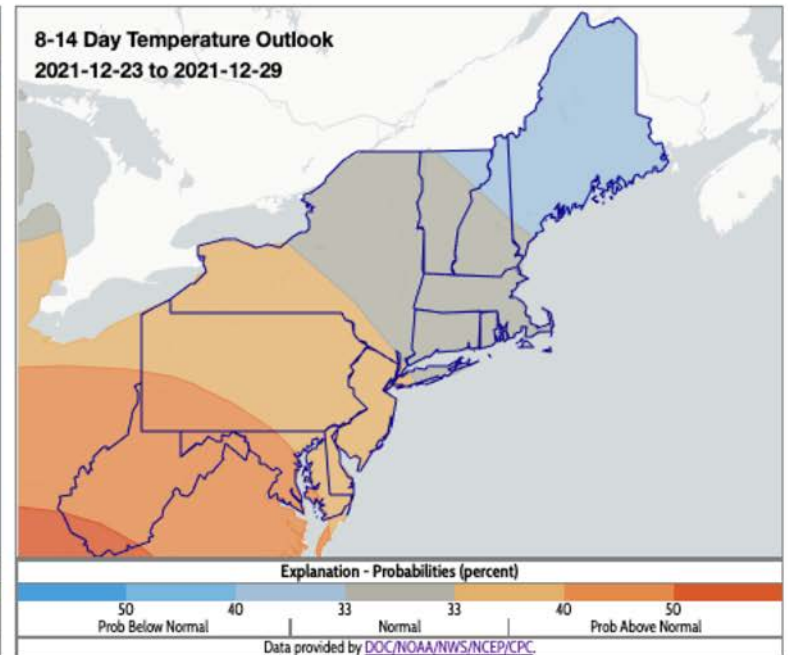 8-14 Day Temperature Outlook
2021-12-23 to 2021-12-29
Explanation - Probabilities (percent)
50 40 33 33 40 50
Prob Below Normal | Normal | Prob Above Normal
Data provided by DOC/NOAA/NWS/NCEP/CPC.